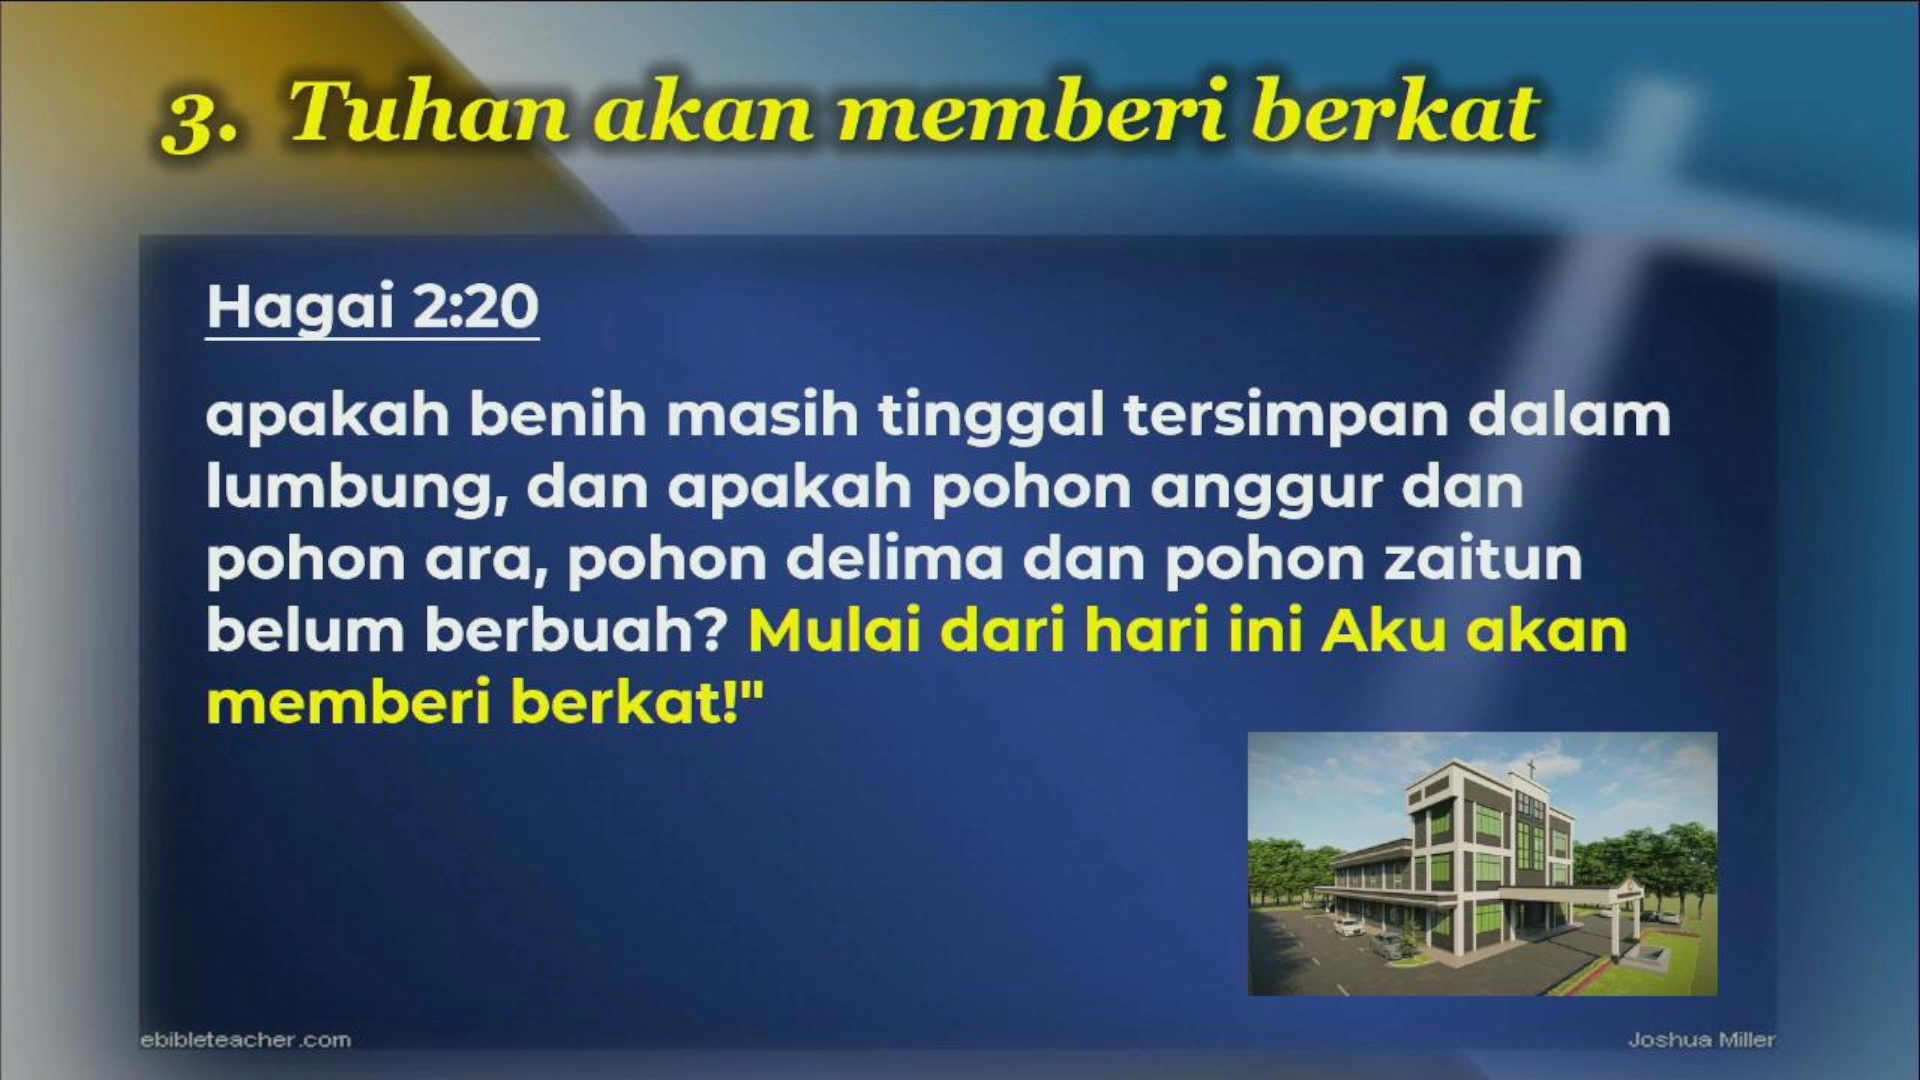 3. Tuhan akan memberi berkat
Hagai 2:20
apakah benih masih tinggal tersimpan dalam
lumbung, dan apakah pohon anggur dan
pohon ara, pohon delima dan pohon zaitun
belum berbuah? Mulai dari hari ini Aku akan
memberi berkat!"
ebibleteacher.com
Joshua Miller